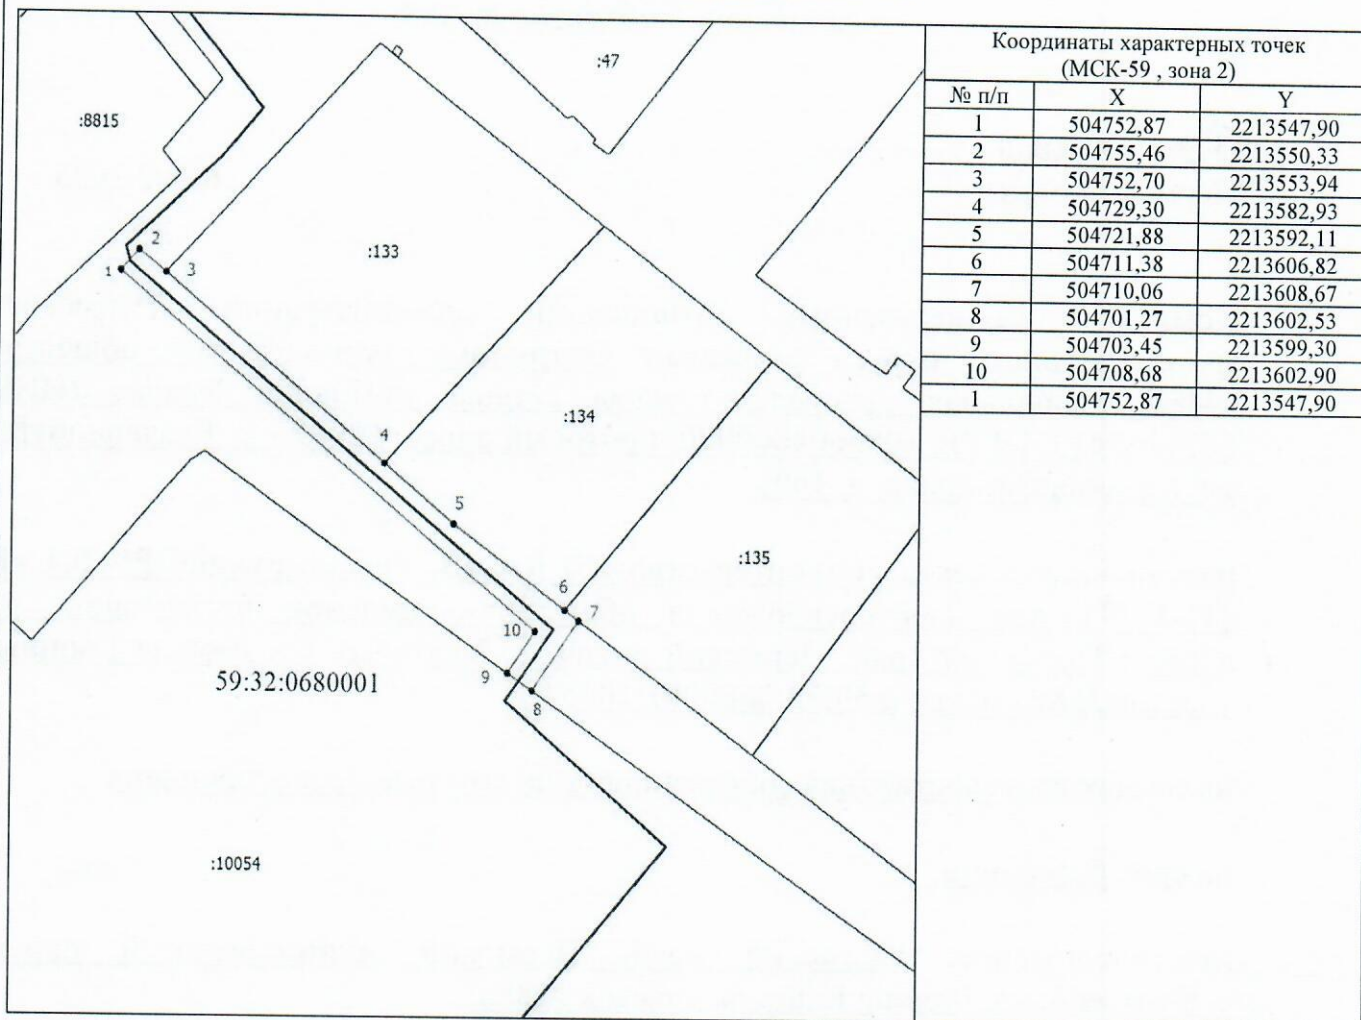 Координаты характерных точек
(МСК-59 , зона 2)
№ п/п X Y
1 504752,87 2213547,90
2 504755,46 2213550,33
3 504752,70 2213553,94
4 504729,30 2213582,93
5 504721,88 2213592,11
6 504711,38 2213606,82
7 504710,06 2213608,67
8 504701,27 2213602,53
9 504703,45 2213599,30
10 504708,68 2213602,90
1 504752,87 2213547,90
:47
:8815
2
:133
1
3
:134
4
5
:135
6
7
10
9
59:32:0680001
8
:10054